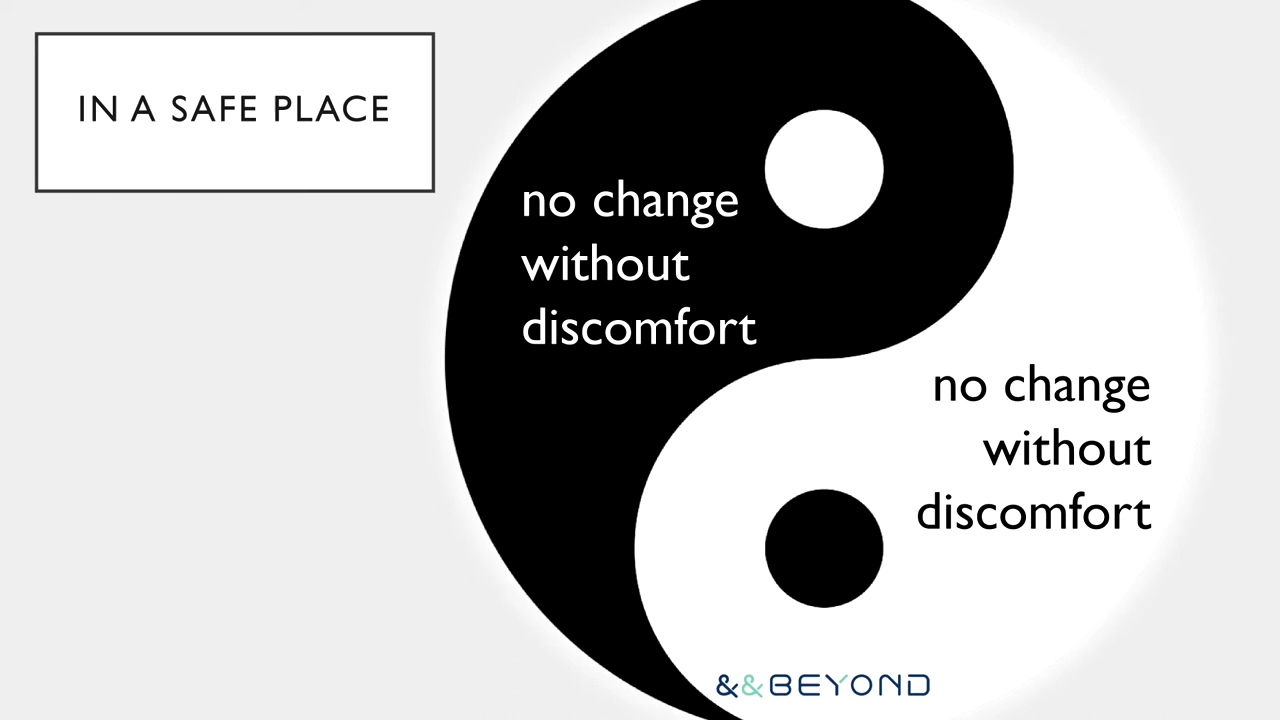 IN A SAFE PLACE
no change
without
discomfort
no change
without
discomfort
&&BEYOND